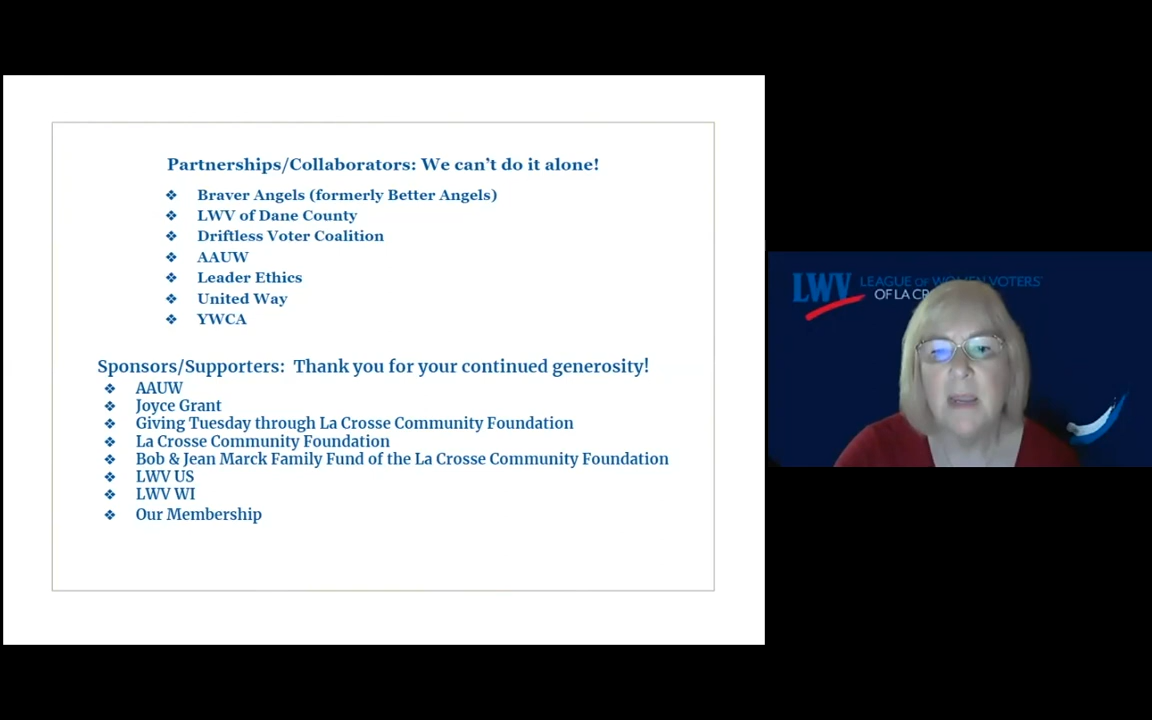 Partnerships/Collaborators: We can't do it alone!
❖ Braver Angels (formerly Better Angels)
❖ LWV of Dane County
❖ Driftless Voter Coalition
❖ AAUW
❖ Leader Ethics
❖ United Way
❖ YWCA
Sponsors/Supporters: Thank you for your continued generosity!
❖ AAUW
❖ Joyce Grant
❖ Giving Tuesday through La Crosse Community Foundation
❖ La Crosse Community Foundation
❖ Bob & Jean Marck Family Fund of the La Crosse Community Foundation
❖ LWV US
❖ LWV WI
❖ Our Membership
LWV LEAGUE OF WOMEN VOTERS
OF LA CR